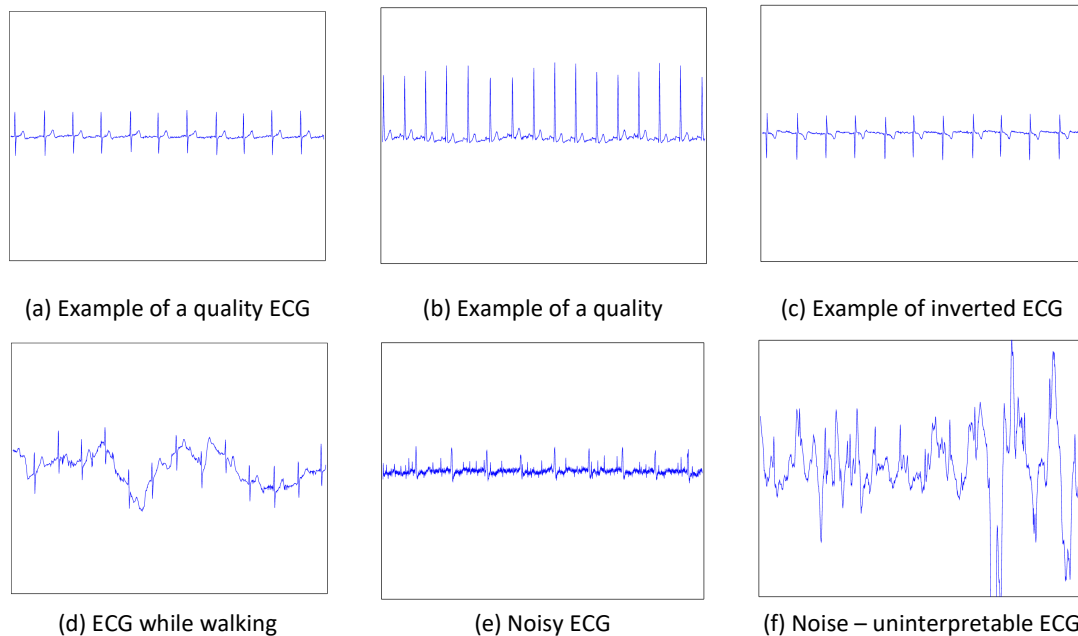 (a) Example of a quality ECG
(b) Example of a quality
(c) Example of inverted ECG
(d) ECG while walking
(e) Noisy ECG
(f) Noise – uninterpretable ECG